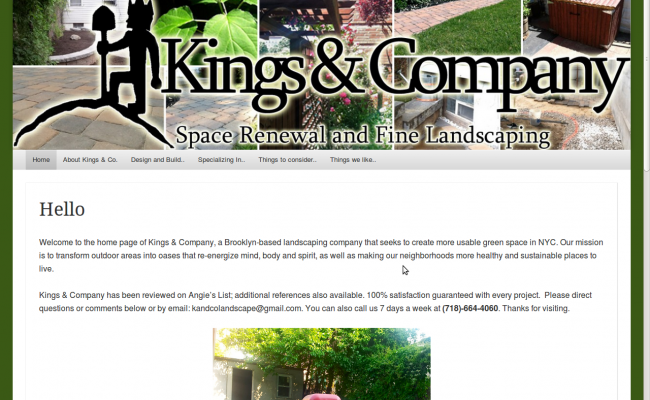 Kings & Company
Space Renewal and Fine Landscaping
Home About Kings & Co. Design and Build.. Specializing In.. Things to consider.. Things we like..
Hello
Welcome to the home page of Kings & Company, a Brooklyn-based landscaping company that seeks to create more usable green space in NYC. Our mission
is to transform outdoor areas into oases that re-energize mind, body and spirit, as well as making our neighborhoods more healthy and sustainable places to
live.
Kings & Company has been reviewed on Angie's List; additional references also available. 100% satisfaction guaranteed with every project. Please direct
questions or comments below or by email: kandcolandscape@gmail.com. You can also call us 7 days a week at (718)-664-4060. Thanks for visiting.